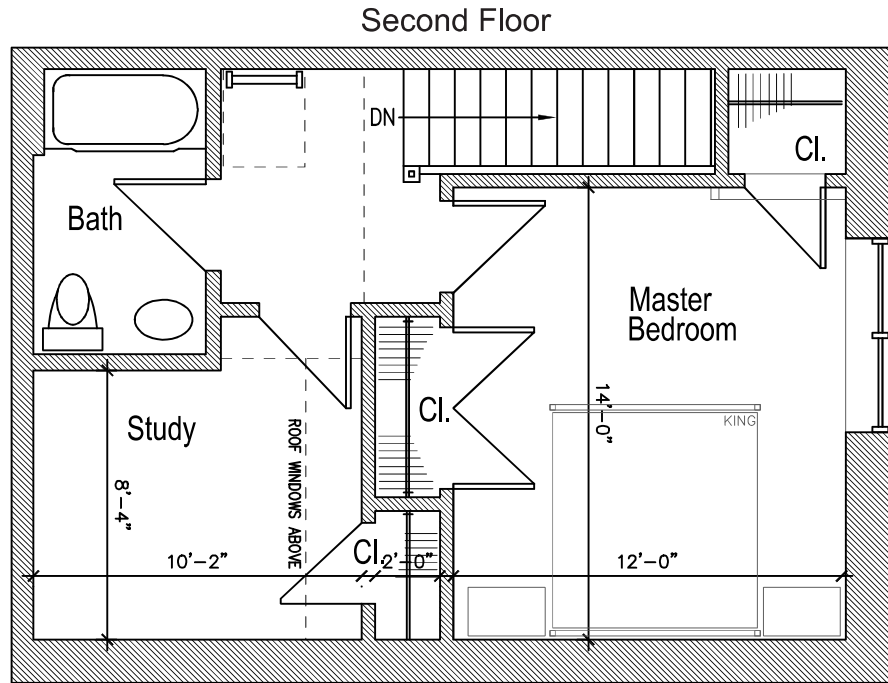 Second Floor
DN
Cl.
Bath
Master
Bedroom
Cl.
14'-0"
KING
Study
ROOF WINDOWS ABOVE
8'-4"
Cl.
10'-2"
2'-0"
12'-0"